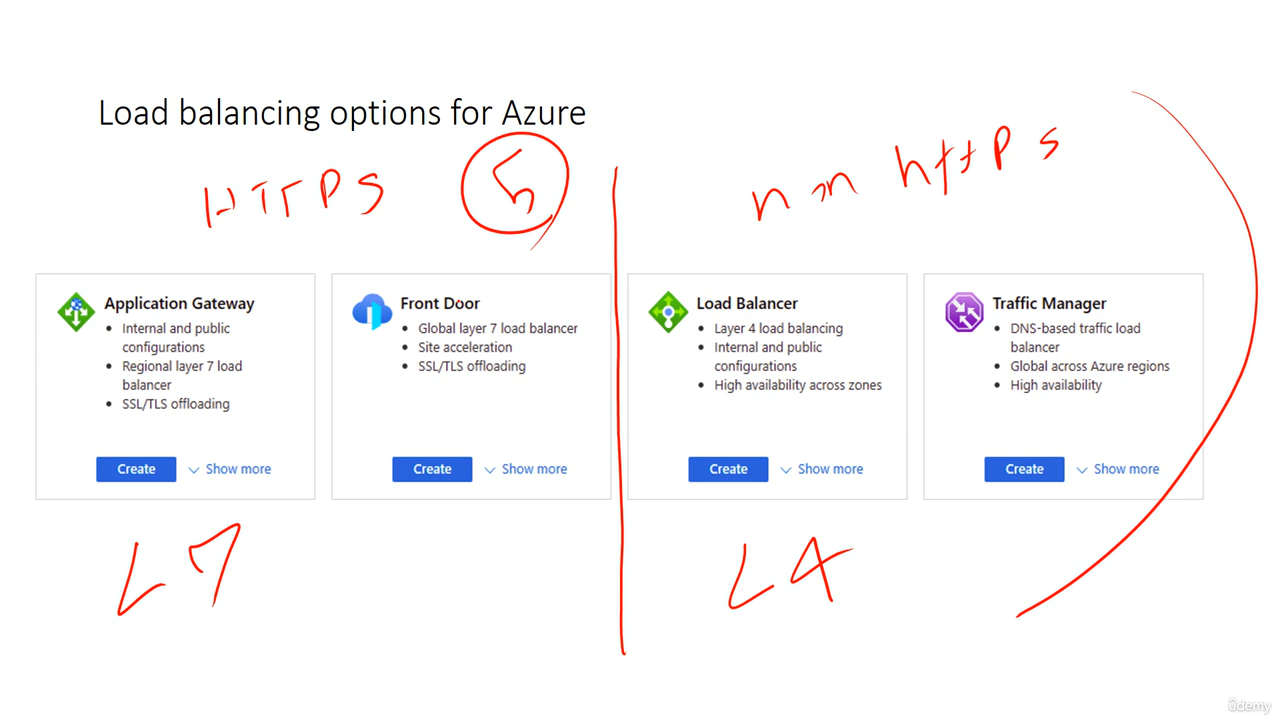 Load balancing options for Azure
HTTPS
non https
Application Gateway
Internal and public
configurations
Regional layer 7 load
balancer
SSL/TLS offloading
Create
Show more
Front Door
Global layer 7 load balancer
Site acceleration
SSL/TLS offloading
Create
Show more
Load Balancer
Layer 4 load balancing
Internal and public
configurations
High availability across zones
Create
Show more
Traffic Manager
DNS-based traffic load
balancer
Global across Azure regions
High availability
Create
Show more
L7
L4
ûdemy